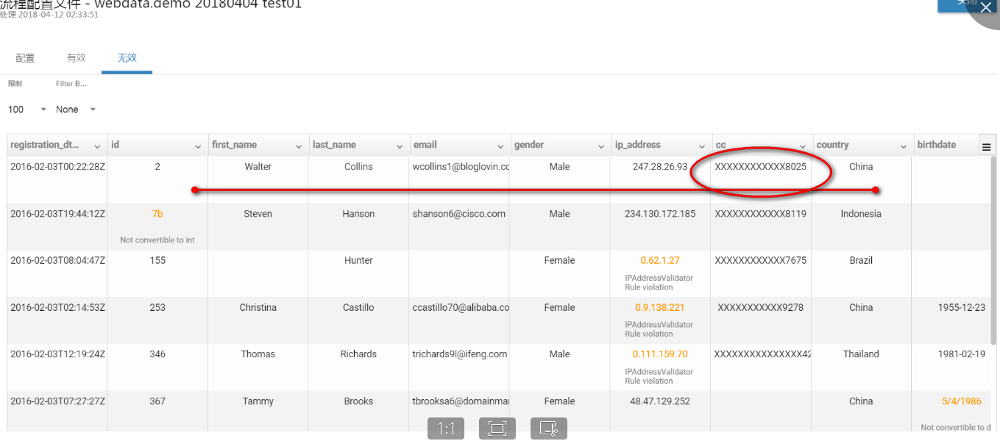 流程配置文件 - webdata.demo 20180404 test01
处理 2018-04-12 02:33:51
关闭
配置 有效 无效
限制 Filter B...
100 None
registration_dt... id first_name last_name email gender ip_address cc country birthdate
2016-02-03T00:22:28Z 2 Walter Collins wcollins1@bloglovin.cc Male 247.28.26.93 XXXXXXXXXXXX8025 China
2016-02-03T19:44:12Z 7b Steven Hanson shanson6@cisco.com Male 234.130.172.185 XXXXXXXXXXXX8119 Indonesia
Not convertible to int
2016-02-03T08:04:47Z 155 Hunter Female 0.62.1.27 XXXXXXXXXXXX7675 Brazil
IPAddressValidator
Rule violation
2016-02-03T02:14:53Z 253 Christina Castillo ccastillo70@alibaba.co Female 0.9.138.221 XXXXXXXXXXX9278 China 1955-12-23
IPAddressValidator
Rule violation
2016-02-03T12:19:24Z 346 Thomas Richards trichards9l@ifeng.com Male 0.111.159.70 XXXXXXXXXXXXXXX42 Thailand 1981-02-19
IPAddressValidator
Rule violation
2016-02-03T07:27:27Z 367 Tammy Brooks tbrooksa6@domainmai Female 48.47.129.252 China 5/4/1986
Not convertible to d
1:1